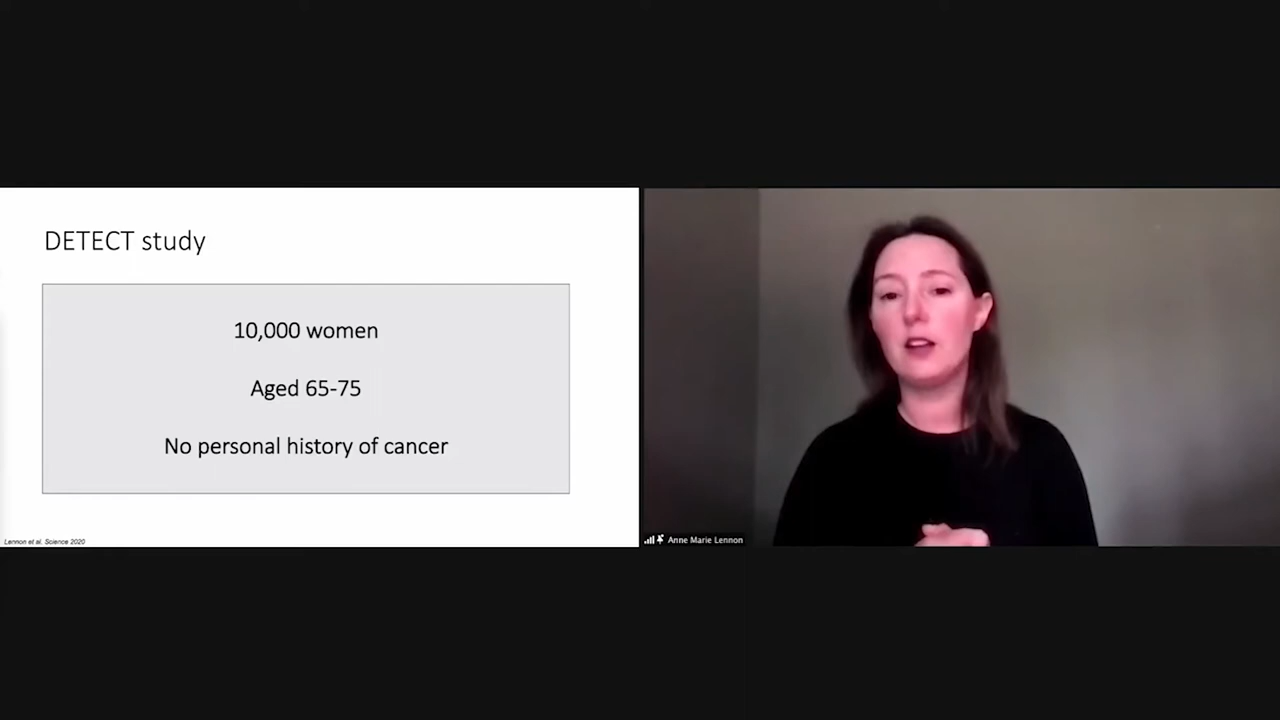 DETECT study
10,000 women
Aged 65-75
No personal history of cancer
Lennon et al. Science 2020
Anne Marie Lennon